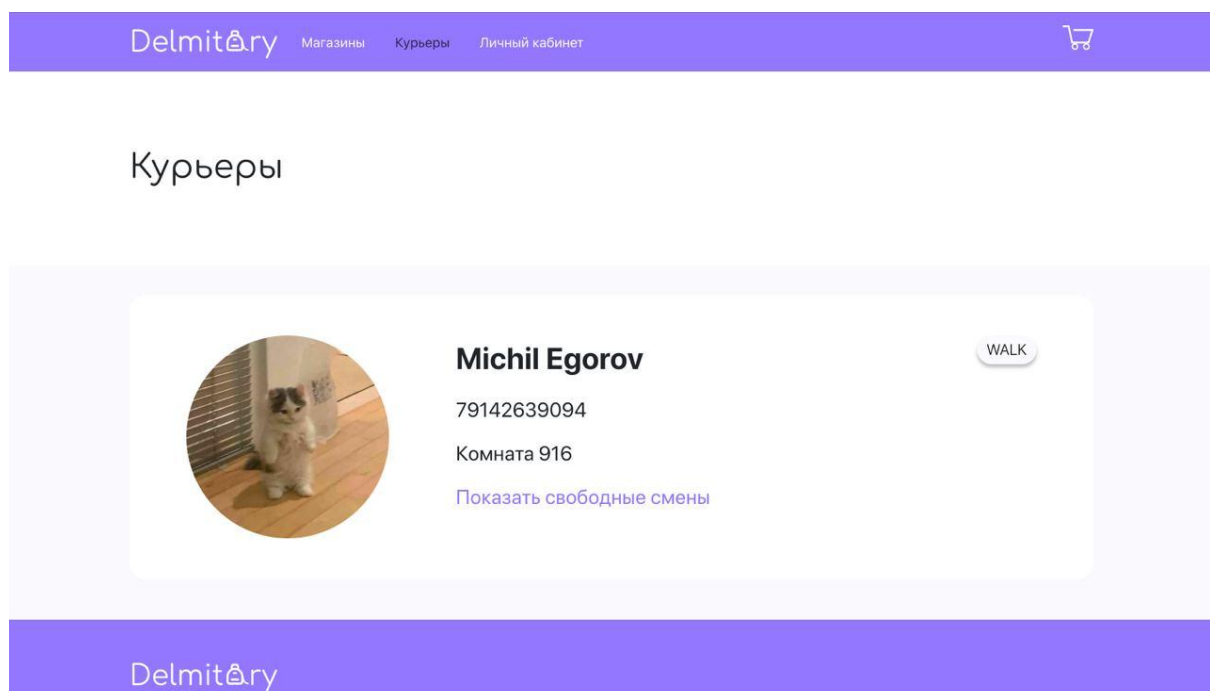 Delmitary Магазины Курьеры Личный кабинет
Курьеры
Michil Egorov
WALK
79142639094
Комната 916
Показать свободные смены
Delmitary